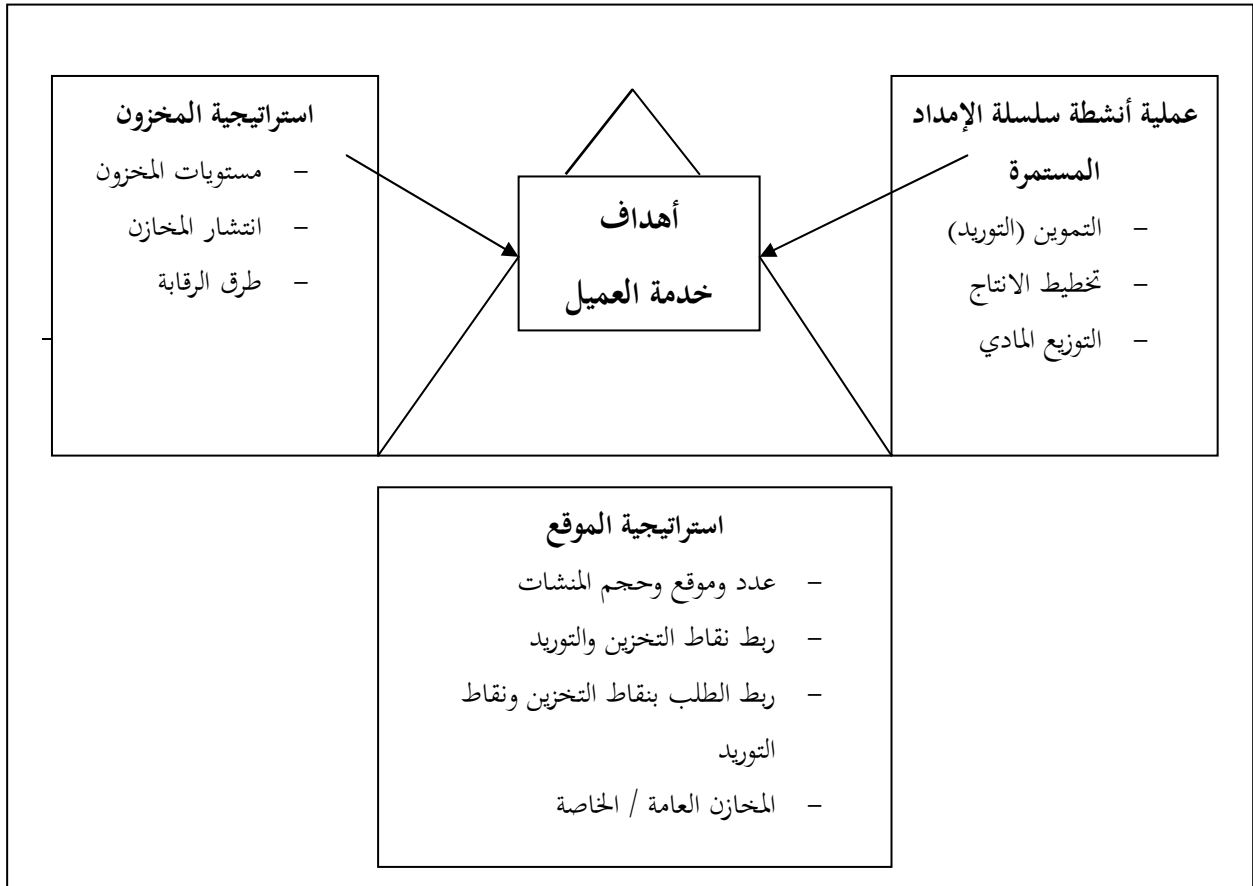 عملية أنشطة سلسلة الإمداد
المستمرة
– التموين (التوريد)
– تخطيط الانتاج
– التوزيع المادي
أهداف
خدمة العميل
استراتيجية المخزون
– مستويات المخزون
– انتشار المخازن
– طرق الرقابة
استراتيجية الموقع
– عدد وموقع وحجم المنشات
– ربط نقاط التخزين والتوريد
– ربط الطلب بنقاط التخزين ونقاط
التوريد
– المخازن العامة / الخاصة